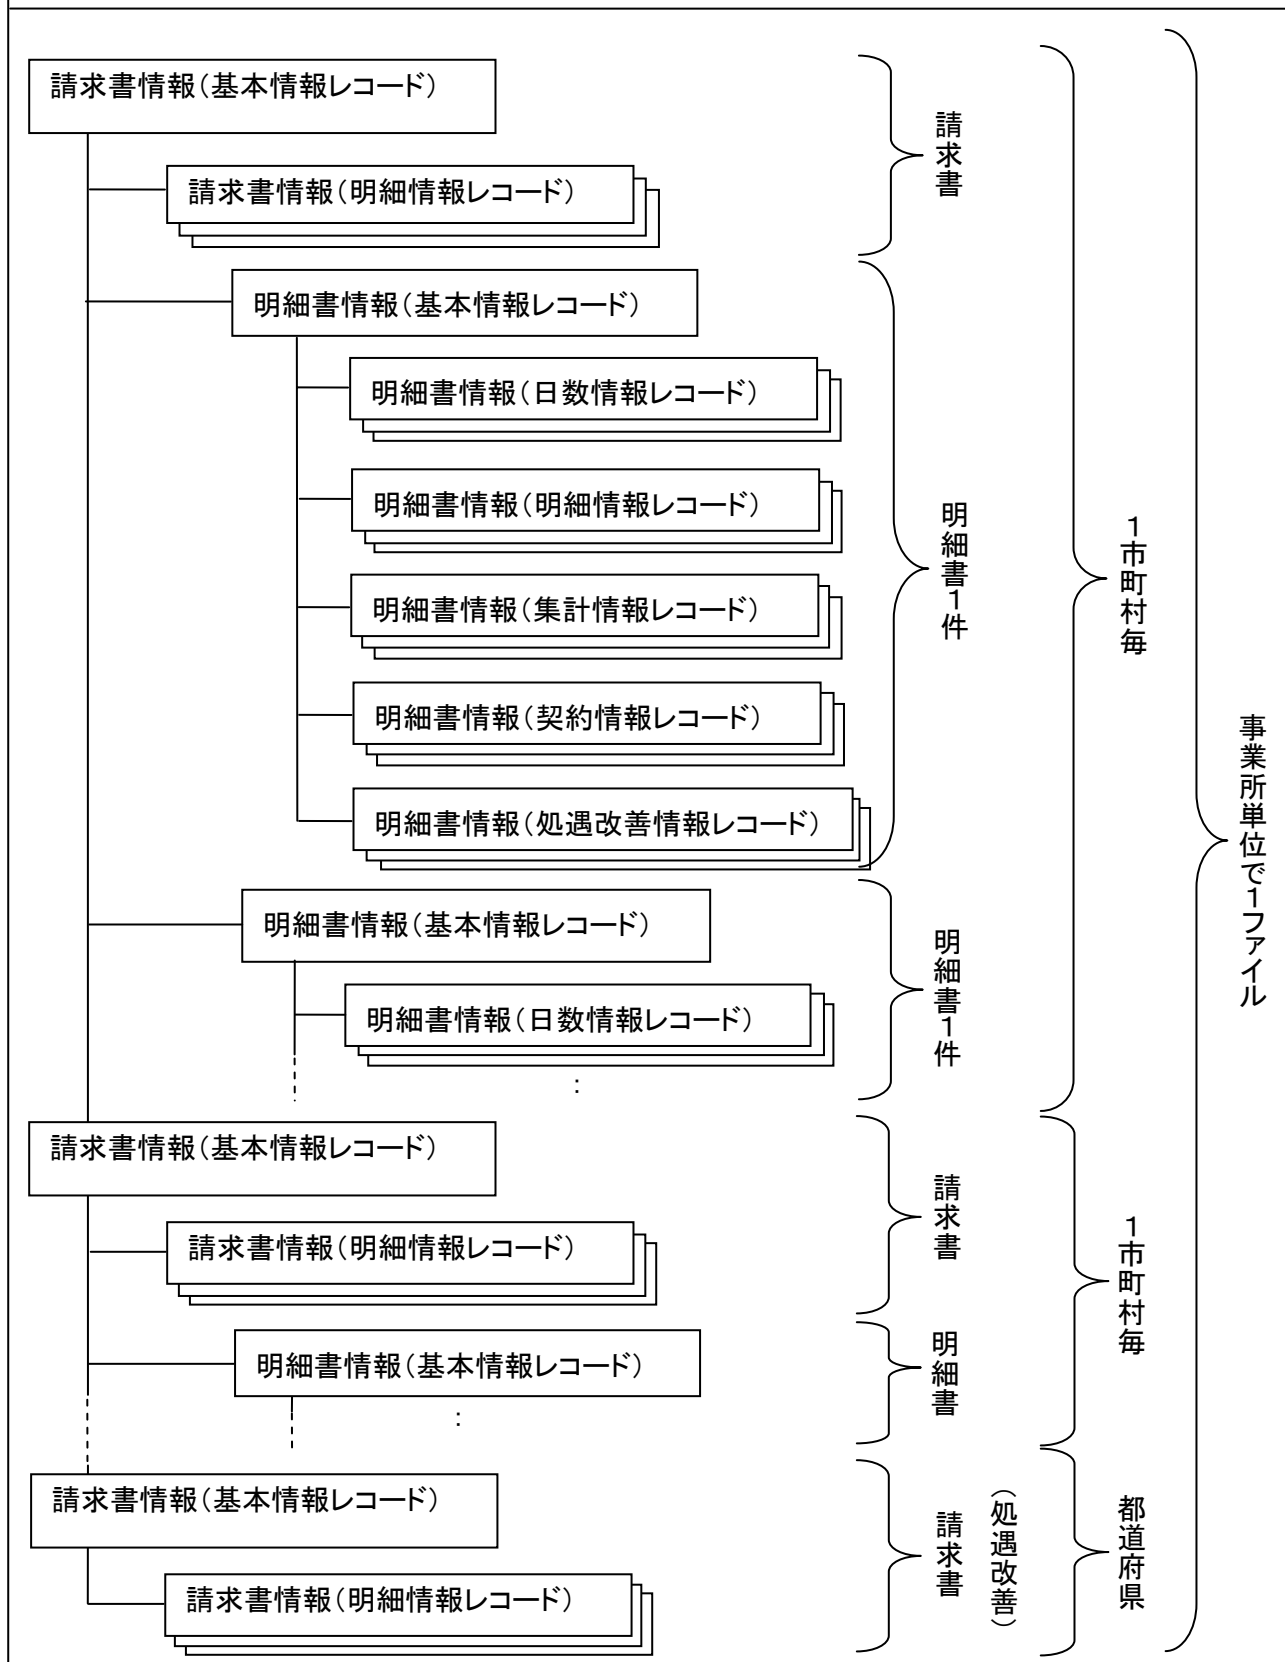 請求書情報（基本情報レコード）
請求書情報（明細情報レコード）
請求書
明細書情報（基本情報レコード）
明細書情報（日数情報レコード）
明細書情報（明細情報レコード）
明細書情報（集計情報レコード）
明細書情報（契約情報レコード）
明細書情報（処遇改善情報レコード）
明細書1件
明細書情報（基本情報レコード）
明細書情報（日数情報レコード）
：
明細書1件
1市町村毎
請求書情報（基本情報レコード）
請求書情報（明細情報レコード）
請求書
明細書情報（基本情報レコード）
：
明細書
1市町村毎
請求書情報（基本情報レコード）
請求書情報（明細情報レコード）
請求書
（処遇改善）
都道府県
事業所単位で1ファイル